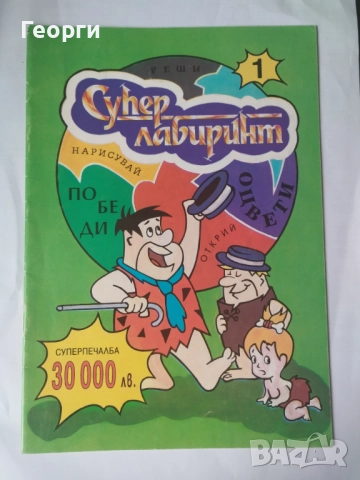 Георги
РЕШИ
1
Супер
лабиринт
НАРИСУВАЙ
ПО
БЕ
ДИ
ОЦВЕТИ
ОТКРИЙ
СУПЕРПЕЧАЛБА
30 000 лв.
BAZAR